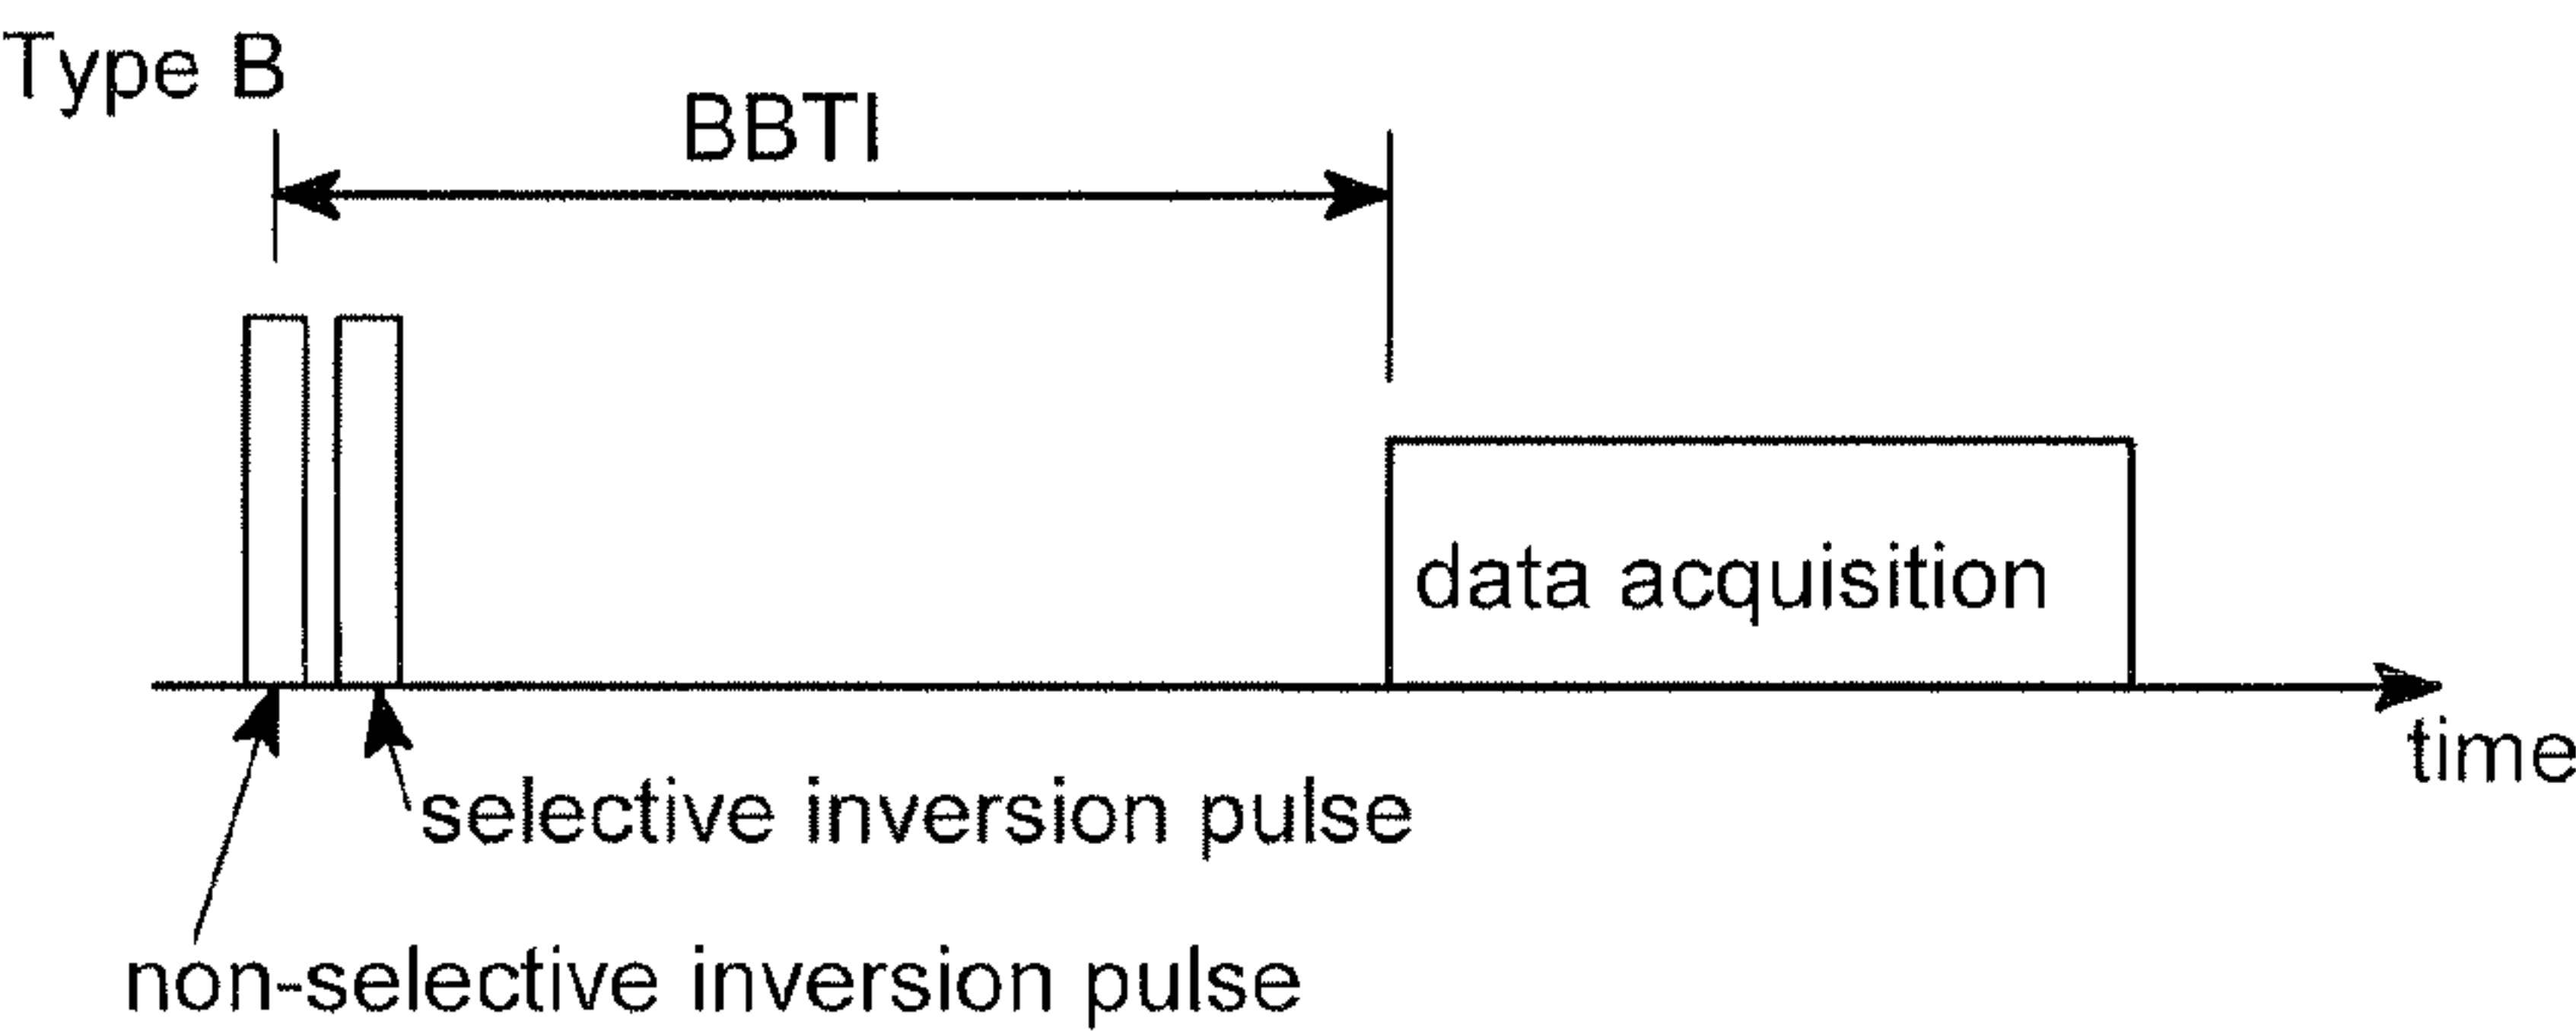 Type B
BBTI
data acquisition
time
selective inversion pulse
non-selective inversion pulse